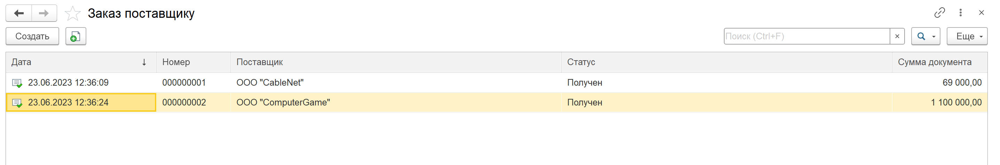 Заказ поставщику
Создать Поиск (Ctrl+F) × Еще
Дата ↓ Номер Поставщик Статус Сумма документа
23.06.2023 12:36:09 000000001 ООО "CableNet" Получен 69 000,00
23.06.2023 12:36:24 000000002 ООО "ComputerGame" Получен 1 100 000,00